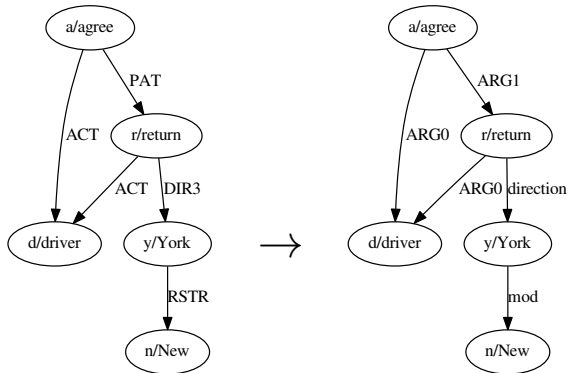 a/agree a/agree
PAT ARG1
ACT r/return ARG0 r/return
ACT DIR3 ARG0 direction
d/driver y/York → d/driver y/York
RSTR mod
n/New n/New